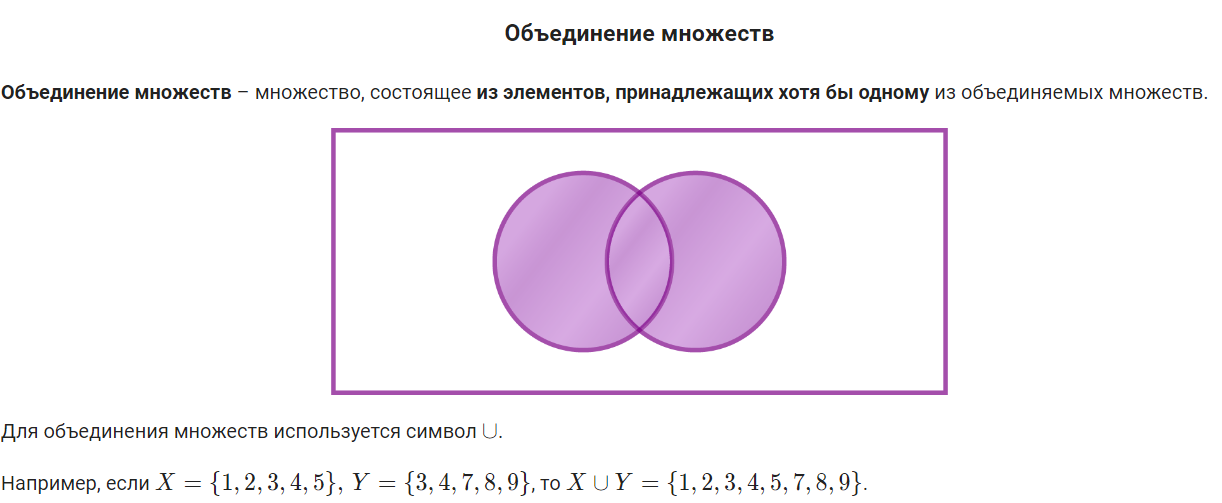 Объединение множеств
Объединение множеств – множество, состоящее из элементов, принадлежащих хотя бы одному из объединяемых множеств.
Для объединения множеств используется символ ∪.
Например, если X = {1, 2, 3, 4, 5}, Y = {3, 4, 7, 8, 9}, то X ∪ Y = {1, 2, 3, 4, 5, 7, 8, 9}.